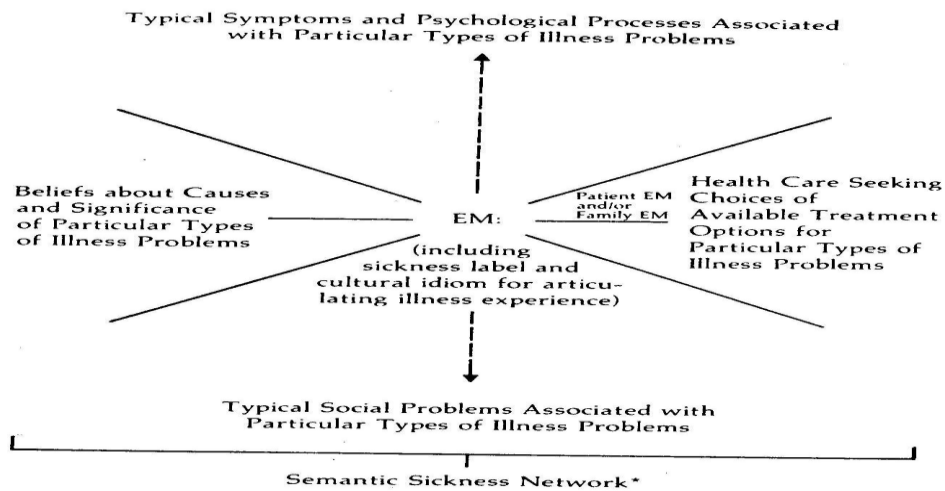 Typical Symptoms and Psychological Processes Associated
with Particular Types of Illness Problems
Beliefs about Causes
and Significance
of Particular Types
of Illness Problems
EM:
(including
sickness label and
cultural idiom for articu-
lating illness experience)
Patient EM
and/or
Family EM
Health Care Seeking
Choices of
Available Treatment
Options for
Particular Types of
Illness Problems
Typical Social Problems Associated with
Particular Types of Illness Problems
Semantic Sickness Network*